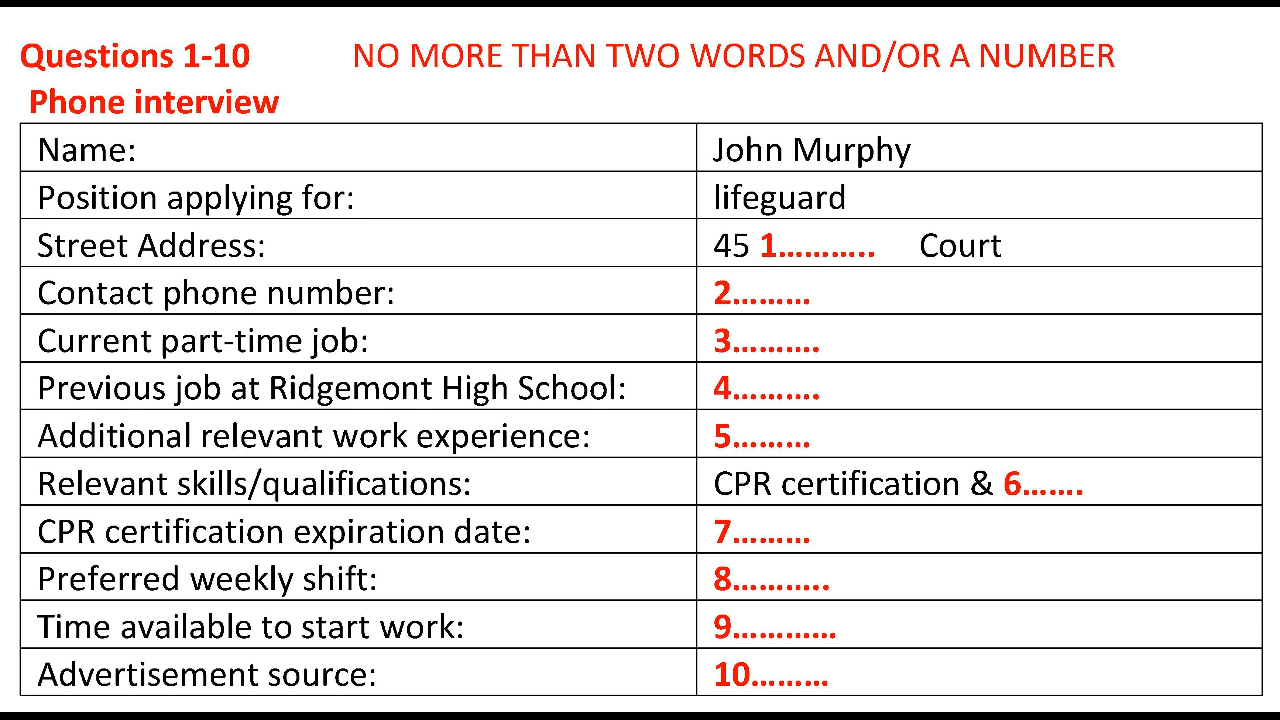 Questions 1-10 NO MORE THAN TWO WORDS AND/OR A NUMBER
Phone interview
Name: John Murphy
Position applying for: lifeguard
Street Address: 45 1……….. Court
Contact phone number: 2………
Current part-time job: 3……….
Previous job at Ridgemont High School: 4……….
Additional relevant work experience: 5………
Relevant skills/qualifications: CPR certification & 6…….
CPR certification expiration date: 7………
Preferred weekly shift: 8………..
Time available to start work: 9…………
Advertisement source: 10………